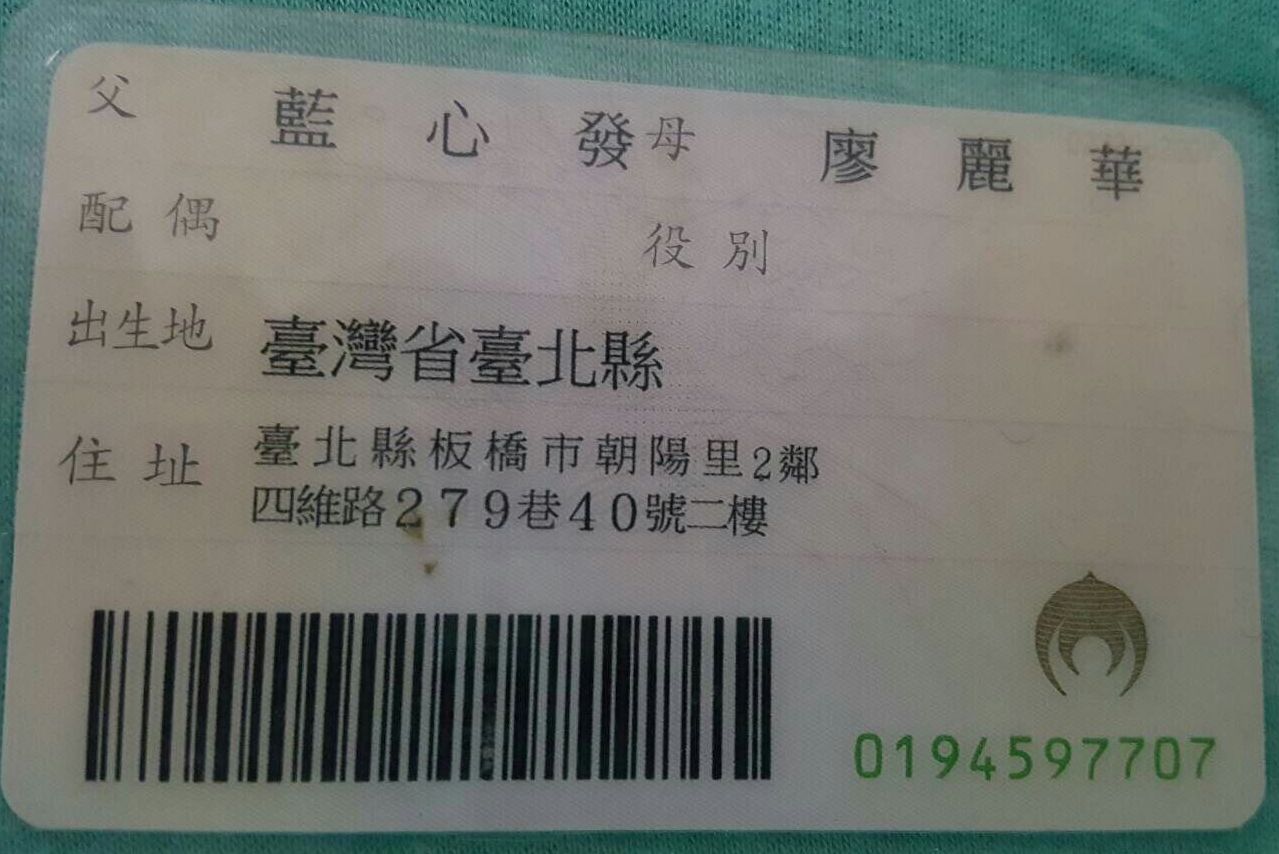 父 藍心發 母 廖麗華
配偶 役別
出生地 臺灣省臺北縣
住址 臺北縣板橋市朝陽里2鄰
四維路279巷40號二樓
0194597707